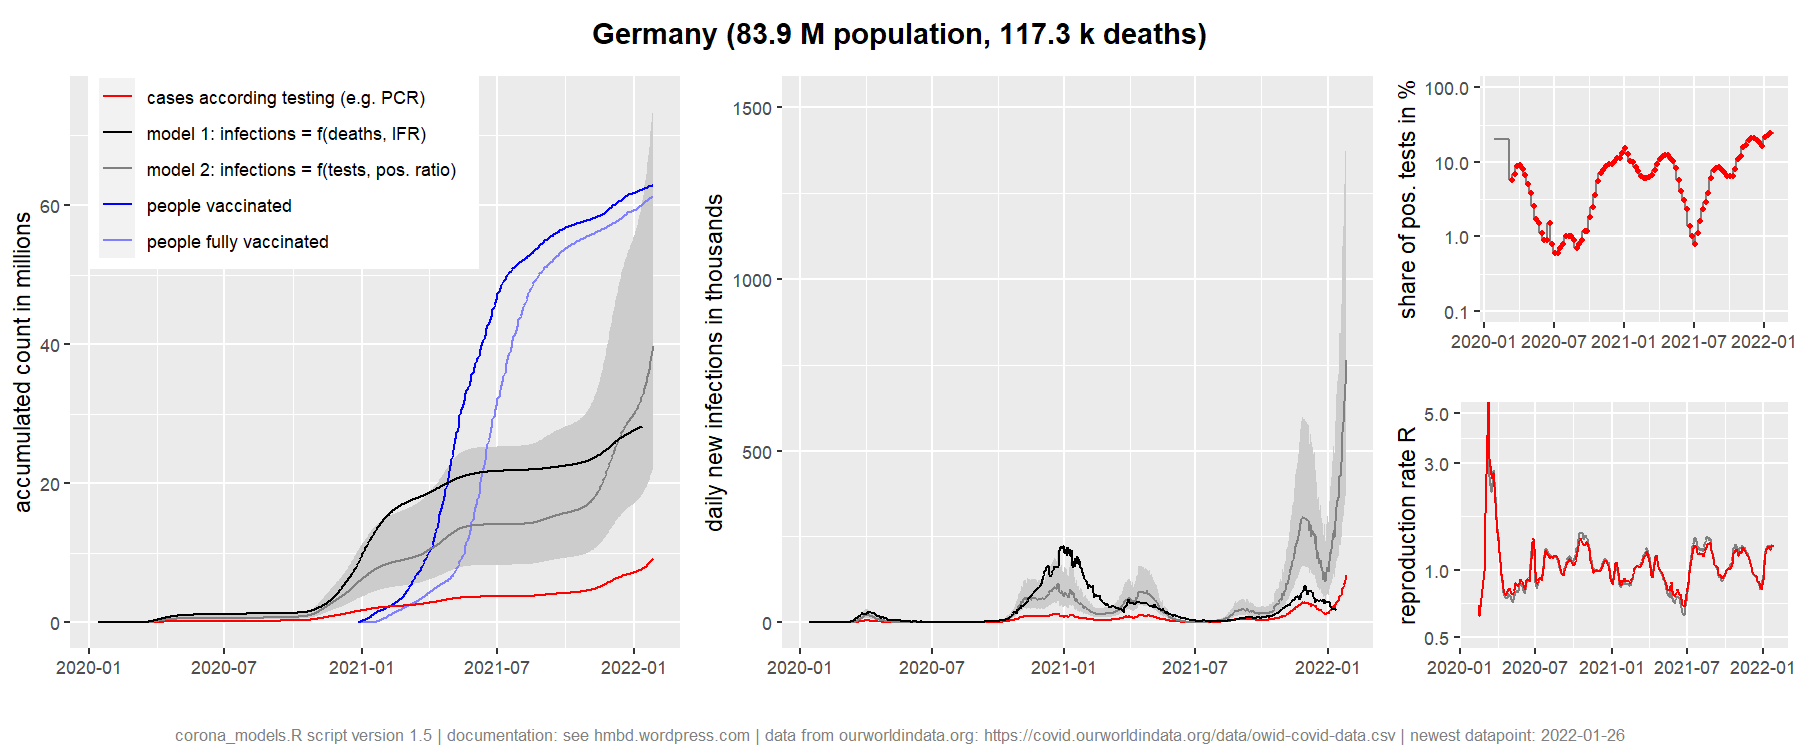 Germany (83.9 M population, 117.3 k deaths)
cases according testing (e.g. PCR)
model 1: infections = f(deaths, IFR)
model 2: infections = f(tests, pos. ratio)
people vaccinated
people fully vaccinated
accumulated count in millions
60
40
20
0
2020-01 2020-07 2021-01 2021-07 2022-01
daily new infections in thousands
1500
1000
500
0
2020-01 2020-07 2021-01 2021-07 2022-01
share of pos. tests in %
100.0
10.0
1.0
0.1
2020-01 2020-07 2021-01 2021-07 2022-01
reproduction rate R
5.0
3.0
1.0
0.5
2020-01 2020-07 2021-01 2021-07 2022-01
corona_models.R script version 1.5 | documentation: see hmbd.wordpress.com | data from ourworldindata.org: https://covid.ourworldindata.org/data/owid-covid-data.csv | newest datapoint: 2022-01-26